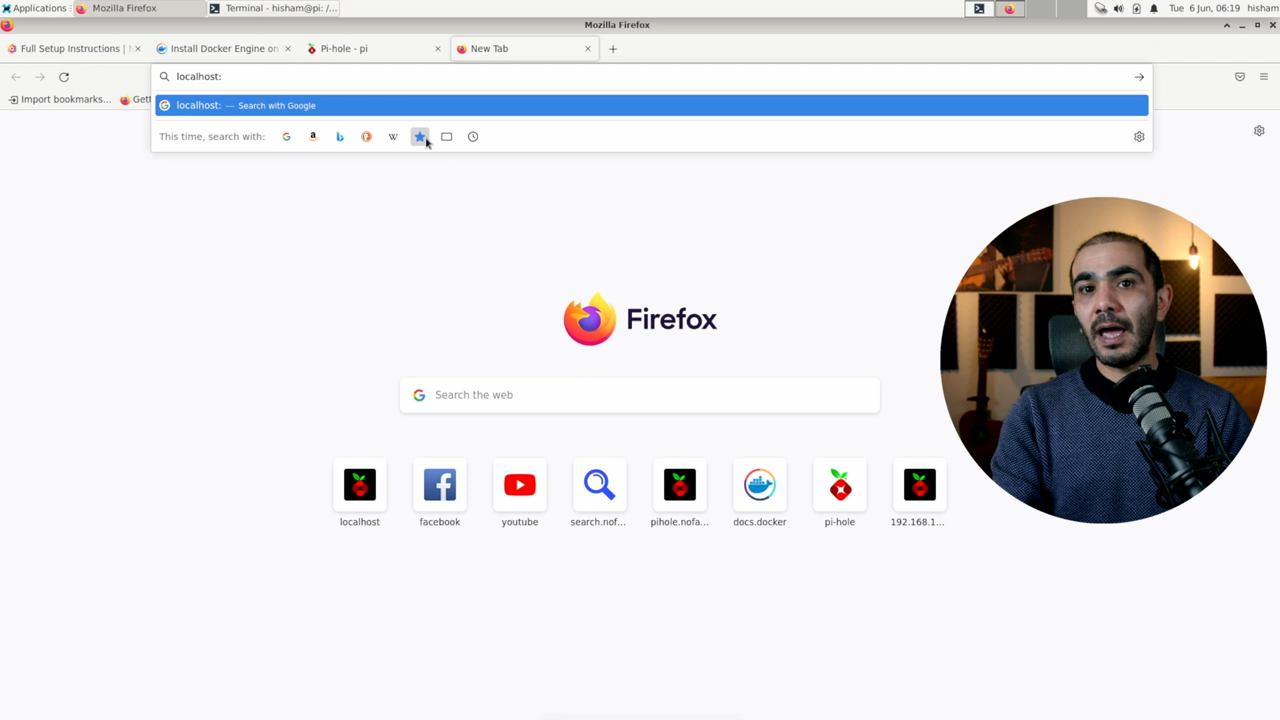 Applications
Mozilla Firefox
Terminal - hisham@pi: /...
Tue 6 Jun, 06:19
hisham
Mozilla Firefox
Full Setup Instructions |
Install Docker Engine on
Pi-hole - pi
New Tab
localhost:
Import bookmarks...
Gett
localhost: — Search with Google
This time, search with:
Firefox
Search the web
localhost
facebook
youtube
search.nof...
pihole.nofa...
docs.docker
pi-hole
192.168.1...